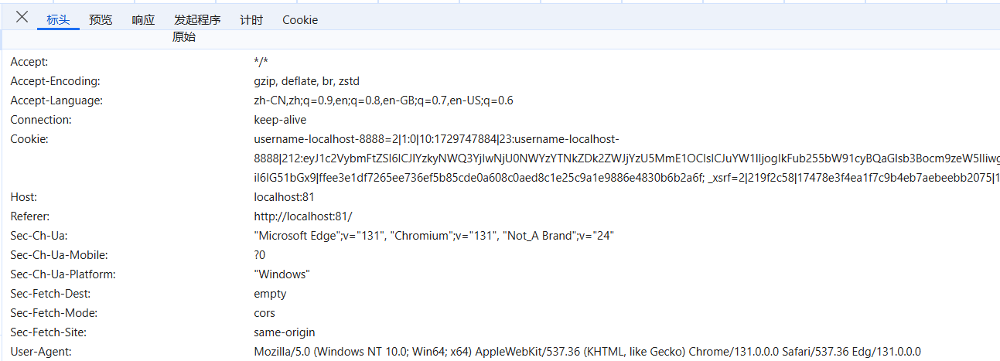 标头 预览 响应 发起程序 计时 Cookie
原始
Accept: */*
Accept-Encoding: gzip, deflate, br, zstd
Accept-Language: zh-CN,zh;q=0.9,en;q=0.8,en-GB;q=0.7,en-US;q=0.6
Connection: keep-alive
Cookie: username-localhost-8888=2|1:0|10:1729747884|23:username-localhost-
8888|212:eyJ1c2VybmFtZSI6ICJlYzkyNWQ3YjIwNjU0NWYzYTNkZDk2ZWJjYzU5MmE1OCIsICJuYW1lIjogIkFub255bW91cyBQaGlsb3Bocm9zeW5lIiwg
iI6IG51bGx9|ffee3e1df7265ee736ef5b85cde0a608c0aed8c1e25c9a1e9886e4830b6b2a6f; _xsrf=2|219f2c58|17478e3f4ea1f7c9b4eb7aebeebb2075|1
Host: localhost:81
Referer: http://localhost:81/
Sec-Ch-Ua: "Microsoft Edge";v="131", "Chromium";v="131", "Not_A Brand";v="24"
Sec-Ch-Ua-Mobile: ?0
Sec-Ch-Ua-Platform: "Windows"
Sec-Fetch-Dest: empty
Sec-Fetch-Mode: cors
Sec-Fetch-Site: same-origin
User-Agent: Mozilla/5.0 (Windows NT 10.0; Win64; x64) AppleWebKit/537.36 (KHTML, like Gecko) Chrome/131.0.0.0 Safari/537.36 Edg/131.0.0.0